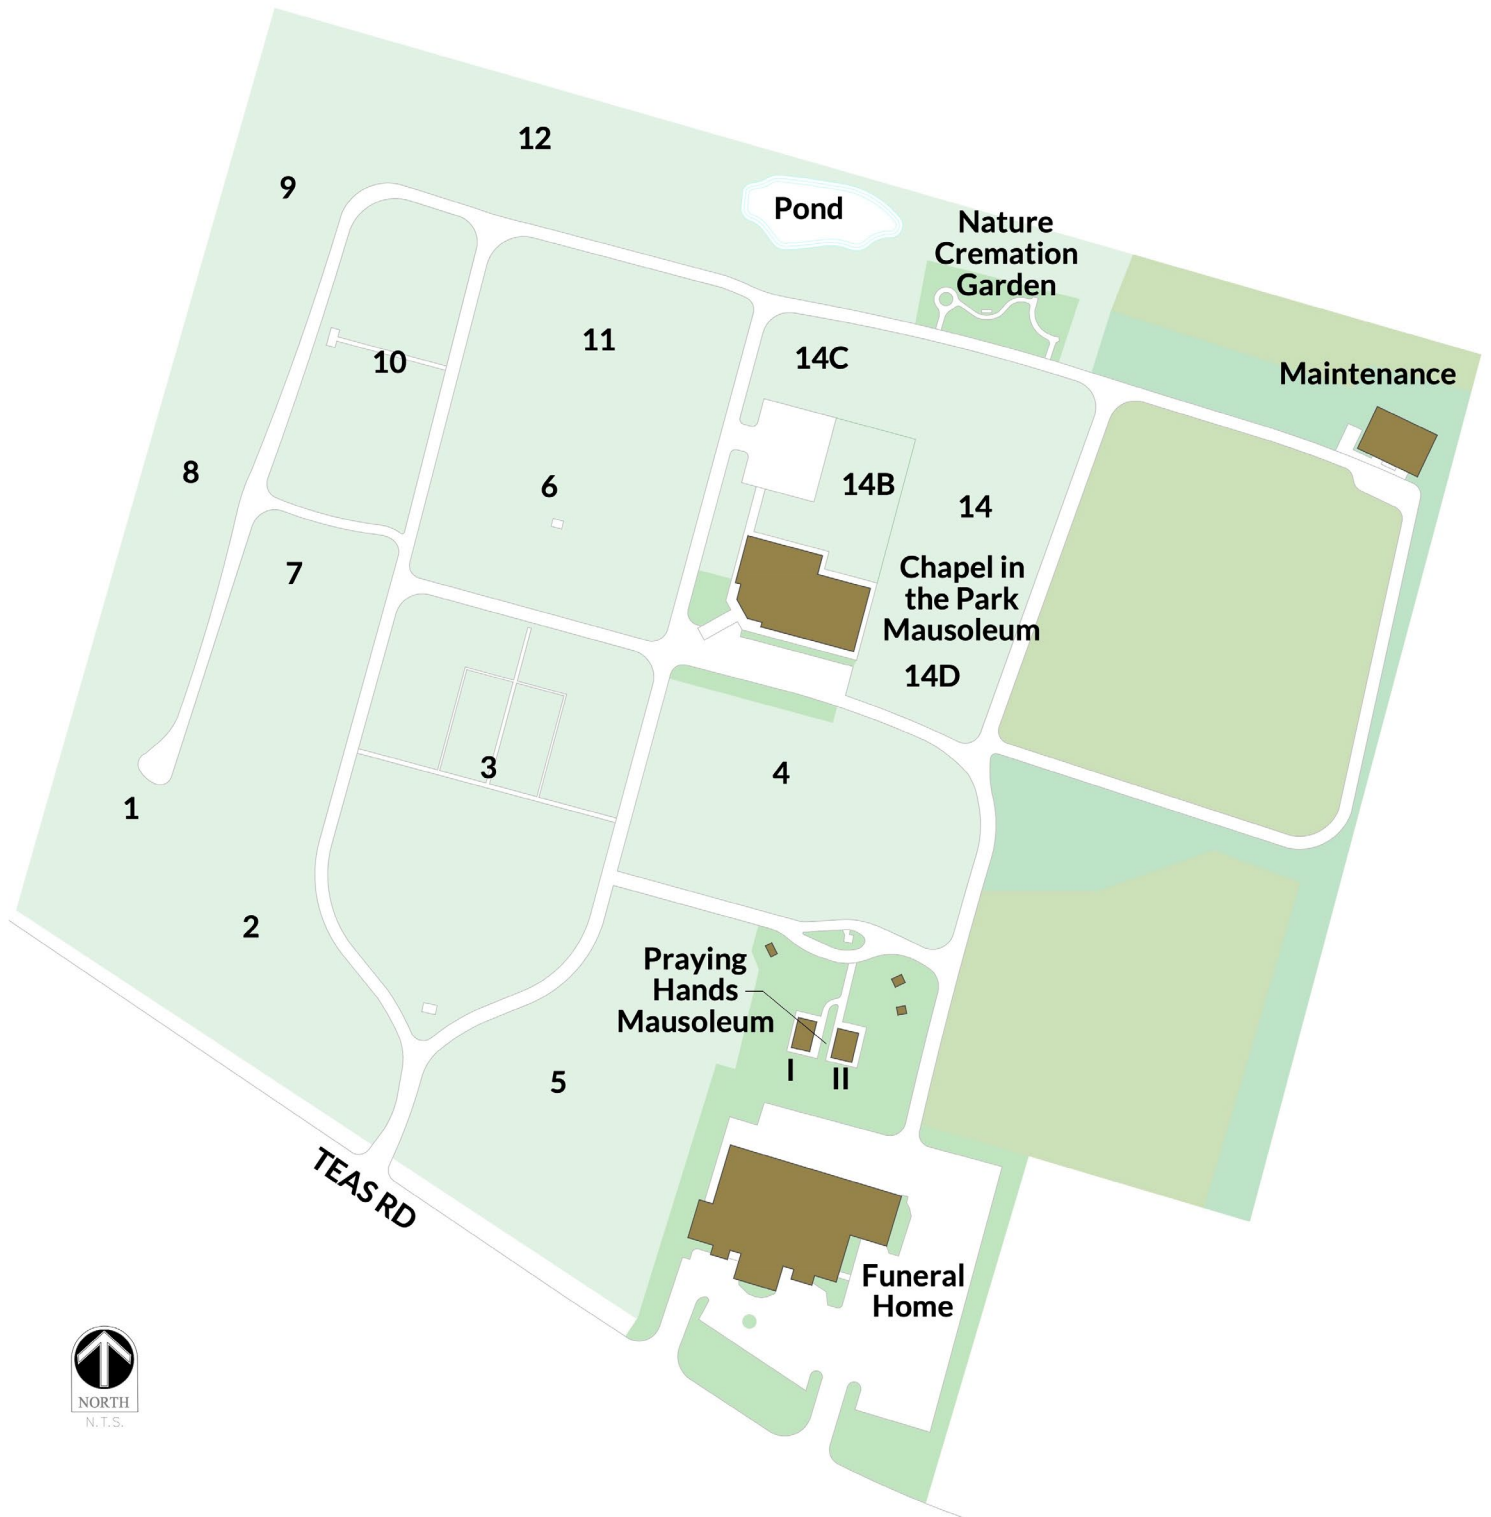 12
9
Pond
Nature
Cremation
Garden
11
14C
10
Maintenance
8
6
14B
14
7
Chapel in
the Park
Mausoleum
14D
3
4
1
2
Praying
Hands
Mausoleum
I
II
5
TEAS RD
Funeral
Home
NORTH
N.T.S.